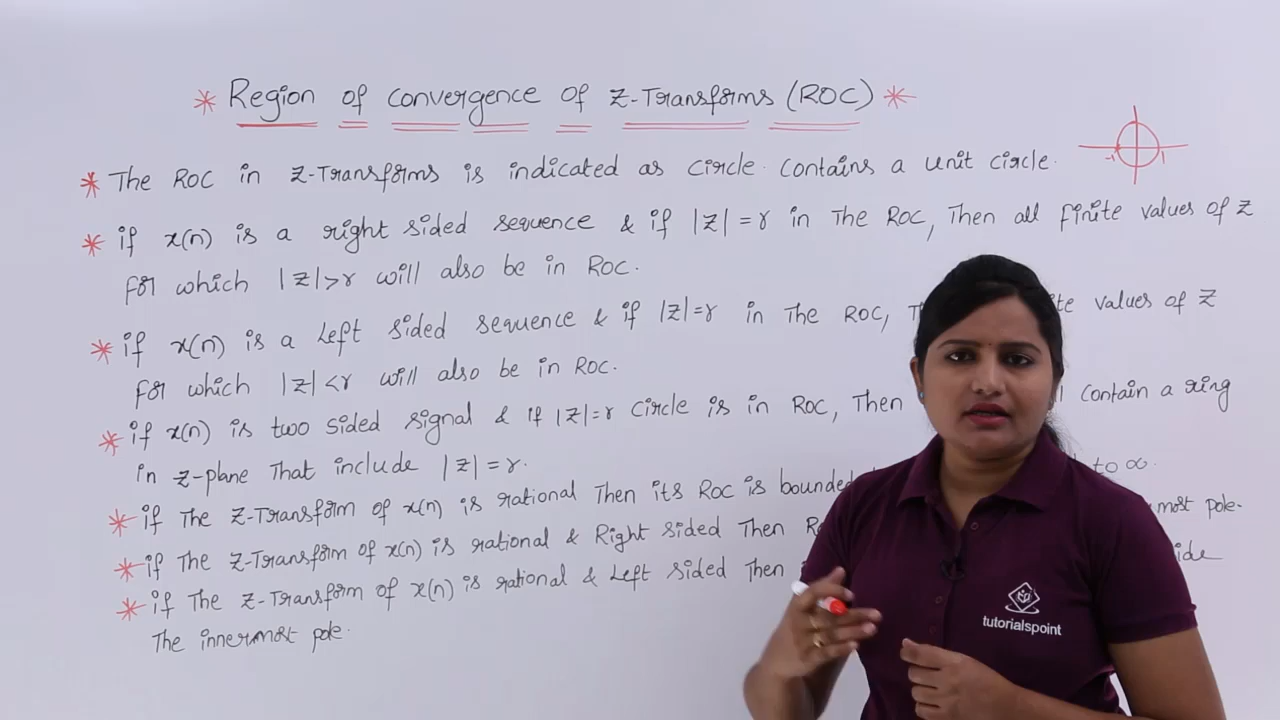 * Region of convergence of Z-Transforms (ROC) *
* The ROC in Z-Transforms is indicated as circle. contains a unit circle.
-1 1
* if x(n) is a right sided sequence & if |z| = r in the ROC, Then all finite values of z
for which |z| > r will also be in ROC.
* if x(n) is a Left sided sequence & if |z| = r in the ROC, values of z
for which |z| < r will also be in ROC.
* if x(n) is two sided signal & if |z| = r circle is in ROC, Then contain a ring
in z-plane That include |z| = r.
* if The Z-Transform of x(n) is rational Then its ROC is bounded to ∞.
* if The Z-Transform of x(n) is rational & Right sided Then most pole.
* if The Z-Transform of x(n) is rational & Left sided Then
The innermost pole.
tutorialspoint